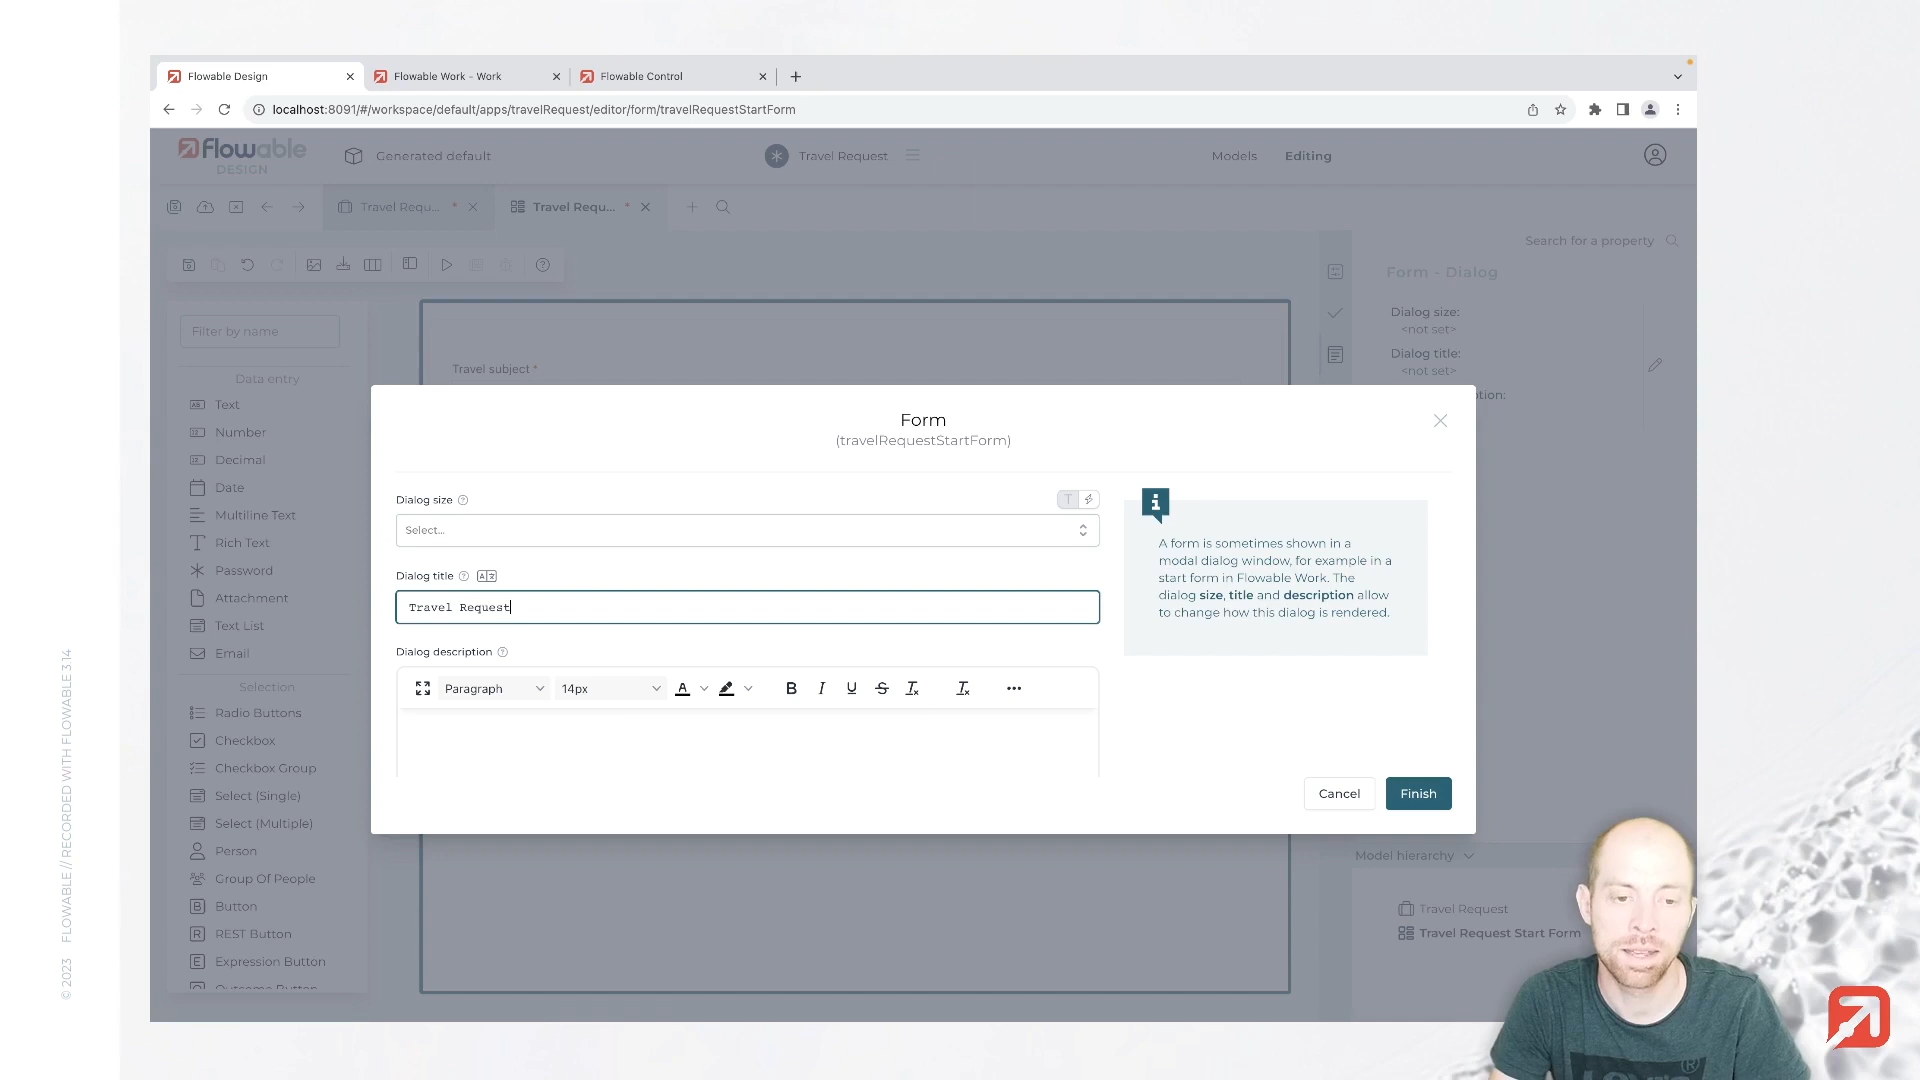 Flowable Design
Flowable Work - Work
Flowable Control
localhost:8091/#/workspace/default/apps/travelRequest/editor/form/travelRequestStartForm
Flowable
DESIGN
Generated default
Travel Request
Models
Editing
Travel Requ... *
Travel Requ... *
Search for a property
Form - Dialog
Dialog size:
<not set>
Dialog title:
<not set>
Filter by name
Data entry
Text
Number
Decimal
Date
Multiline Text
Rich Text
Password
Attachment
Text List
Email
Selection
Radio Buttons
Checkbox
Checkbox Group
Select (Single)
Select (Multiple)
Person
Group Of People
Button
REST Button
Expression Button
Outcome Button
Travel subject *
Form
(travelRequestStartForm)
Dialog size
Select...
Dialog title
Travel Request
Dialog description
Paragraph
14px
A form is sometimes shown in a
modal dialog window, for example in a
start form in Flowable Work. The
dialog size, title and description allow
to change how this dialog is rendered.
Cancel
Finish
Model hierarchy
Travel Request
Travel Request Start Form
© 2023 FLOWABLE // RECORDED WITH FLOWABLE 3.14